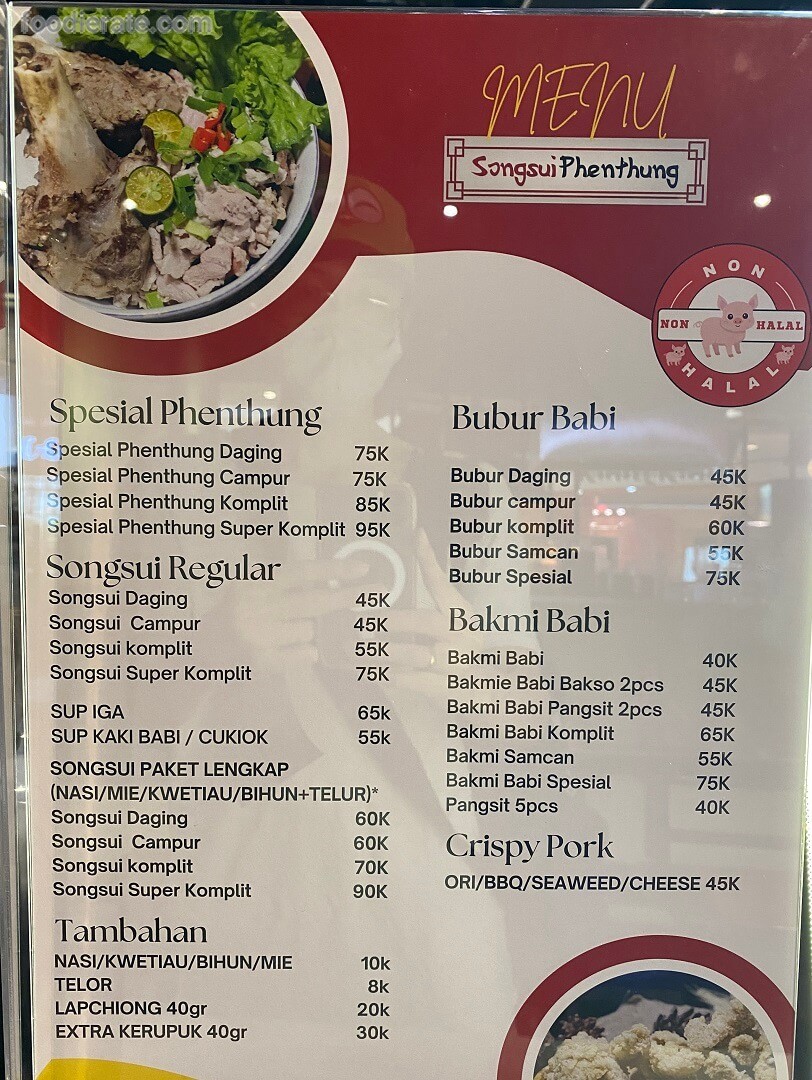 foodierate.com
MENU
SongsuiPhenthung
NON
NON HALAL
HALAL
Spesial Phenthung
Spesial Phenthung Daging 75K
Spesial Phenthung Campur 75K
Spesial Phenthung Komplit 85K
Spesial Phenthung Super Komplit 95K
Songsui Regular
Songsui Daging 45K
Songsui Campur 45K
Songsui komplit 55K
Songsui Super Komplit 75K
SUP IGA 65k
SUP KAKI BABI / CUKIOK 55k
SONGSUI PAKET LENGKAP
(NASI/MIE/KWETIAU/BIHUN+TELUR)*
Songsui Daging 60K
Songsui Campur 60K
Songsui komplit 70K
Songsui Super Komplit 90K
Tambahan
NASI/KWETIAU/BIHUN/MIE 10k
TELOR 8k
LAPCHIONG 40gr 20k
EXTRA KERUPUK 40gr 30k
Bubur Babi
Bubur Daging 45K
Bubur campur 45K
Bubur komplit 60K
Bubur Samcan 55K
Bubur Spesial 75K
Bakmi Babi
Bakmi Babi 40K
Bakmie Babi Bakso 2pcs 45K
Bakmi Babi Pangsit 2pcs 45K
Bakmi Babi Komplit 65K
Bakmi Samcan 55K
Bakmi Babi Spesial 75K
Pangsit 5pcs 40K
Crispy Pork
ORI/BBQ/SEAWEED/CHEESE 45K